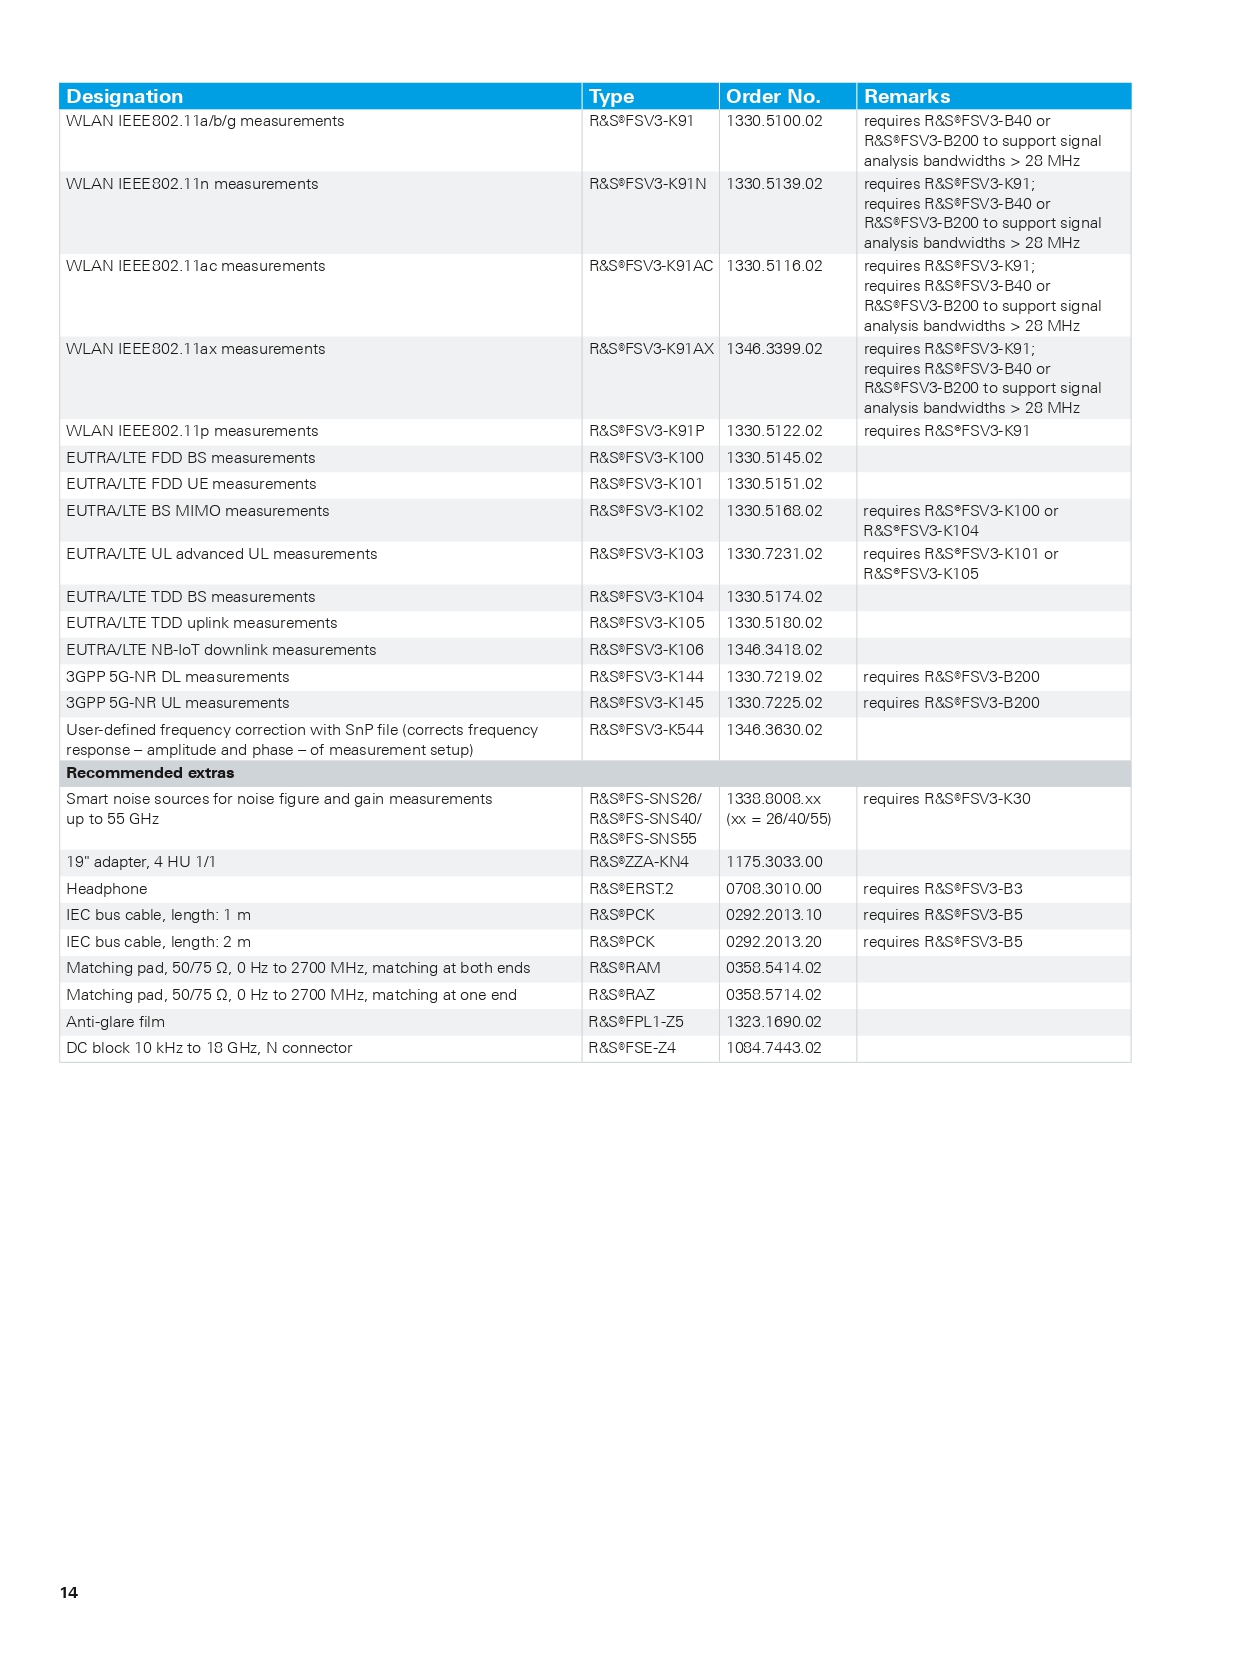 Designation Type Order No. Remarks
WLAN IEEE802.11a/b/g measurements R&S®FSV3-K91 1330.5100.02 requires R&S®FSV3-B40 or
R&S®FSV3-B200 to support signal
analysis bandwidths > 28 MHz
WLAN IEEE802.11n measurements R&S®FSV3-K91N 1330.5139.02 requires R&S®FSV3-K91;
requires R&S®FSV3-B40 or
R&S®FSV3-B200 to support signal
analysis bandwidths > 28 MHz
WLAN IEEE802.11ac measurements R&S®FSV3-K91AC 1330.5116.02 requires R&S®FSV3-K91;
requires R&S®FSV3-B40 or
R&S®FSV3-B200 to support signal
analysis bandwidths > 28 MHz
WLAN IEEE802.11ax measurements R&S®FSV3-K91AX 1346.3399.02 requires R&S®FSV3-K91;
requires R&S®FSV3-B40 or
R&S®FSV3-B200 to support signal
analysis bandwidths > 28 MHz
WLAN IEEE802.11p measurements R&S®FSV3-K91P 1330.5122.02 requires R&S®FSV3-K91
EUTRA/LTE FDD BS measurements R&S®FSV3-K100 1330.5145.02
EUTRA/LTE FDD UE measurements R&S®FSV3-K101 1330.5151.02
EUTRA/LTE BS MIMO measurements R&S®FSV3-K102 1330.5168.02 requires R&S®FSV3-K100 or
R&S®FSV3-K104
EUTRA/LTE UL advanced UL measurements R&S®FSV3-K103 1330.7231.02 requires R&S®FSV3-K101 or
R&S®FSV3-K105
EUTRA/LTE TDD BS measurements R&S®FSV3-K104 1330.5174.02
EUTRA/LTE TDD uplink measurements R&S®FSV3-K105 1330.5180.02
EUTRA/LTE NB-IoT downlink measurements R&S®FSV3-K106 1346.3418.02
3GPP 5G-NR DL measurements R&S®FSV3-K144 1330.7219.02 requires R&S®FSV3-B200
3GPP 5G-NR UL measurements R&S®FSV3-K145 1330.7225.02 requires R&S®FSV3-B200
User-defined frequency correction with SnP file (corrects frequency R&S®FSV3-K544 1346.3630.02
response – amplitude and phase – of measurement setup)
Recommended extras
Smart noise sources for noise figure and gain measurements R&S®FS-SNS26/ 1338.8008.xx requires R&S®FSV3-K30
up to 55 GHz R&S®FS-SNS40/ (xx = 26/40/55)
R&S®FS-SNS55
19" adapter, 4 HU 1/1 R&S®ZZA-KN4 1175.3033.00
Headphone R&S®ERST.2 0708.3010.00 requires R&S®FSV3-B3
IEC bus cable, length: 1 m R&S®PCK 0292.2013.10 requires R&S®FSV3-B5
IEC bus cable, length: 2 m R&S®PCK 0292.2013.20 requires R&S®FSV3-B5
Matching pad, 50/75 Ω, 0 Hz to 2700 MHz, matching at both ends R&S®RAM 0358.5414.02
Matching pad, 50/75 Ω, 0 Hz to 2700 MHz, matching at one end R&S®RAZ 0358.5714.02
Anti-glare film R&S®FPL1-Z5 1323.1690.02
DC block 10 kHz to 18 GHz, N connector R&S®FSE-Z4 1084.7443.02
14